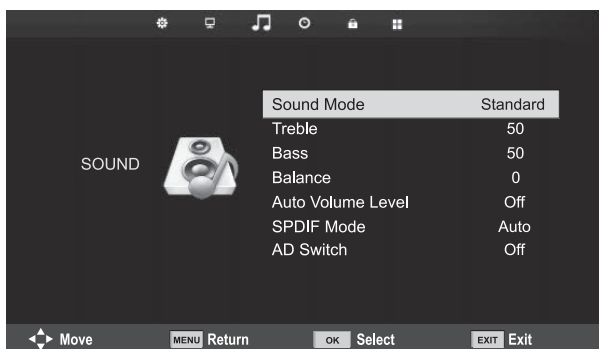 SOUND
Sound Mode Standard
Treble 50
Bass 50
Balance 0
Auto Volume Level Off
SPDIF Mode Auto
AD Switch Off
Move MENU Return OK Select EXIT Exit